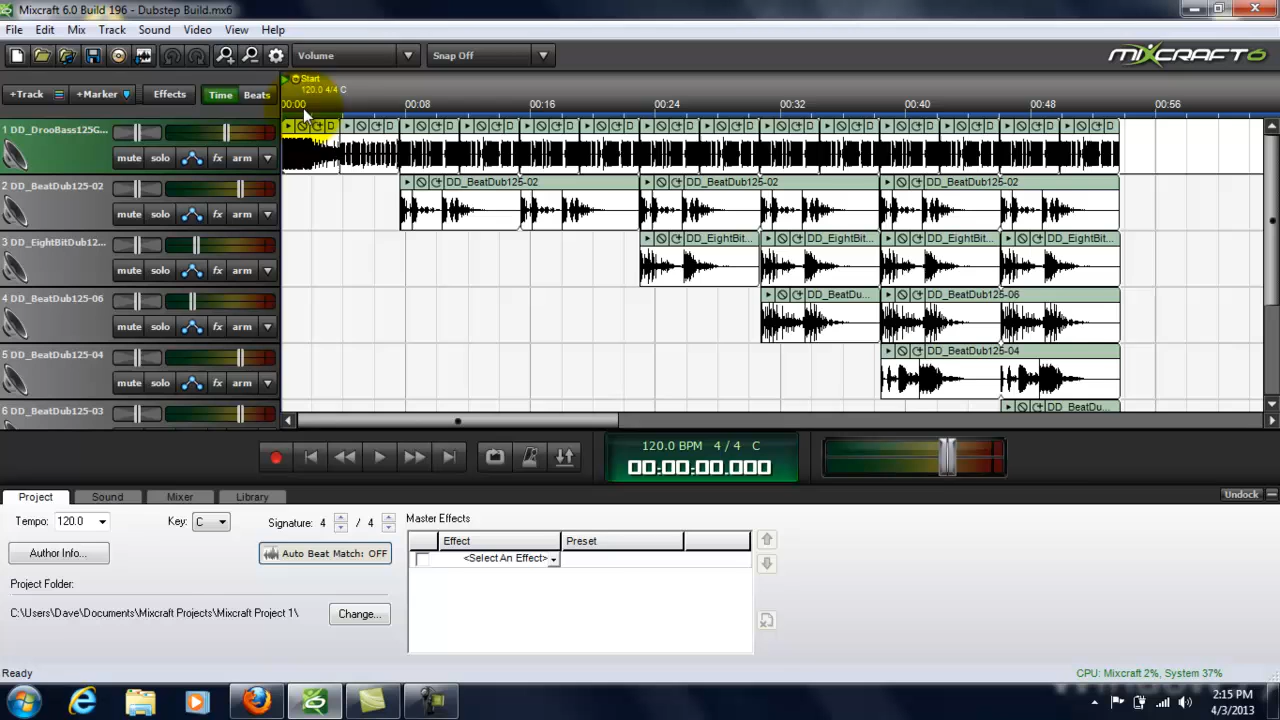 Mixcraft 6.0 Build 196 - Dubstep Build.mx6
File Edit Mix Track Sound Video View Help
Volume Snap Off MIXCRAFT 6
Start
120.0 4/4 C
+Track +Marker Effects Time Beats 00:00 00:08 00:16 00:24 00:32 00:40 00:48 00:56
1 DD_DrooBass125G... D D D D D D D D D D D D D D
mute solo fx arm
2 DD_BeatDub125-02 DD_BeatDub125-02 DD_BeatDub125-02 DD_BeatDub125-02
mute solo fx arm
3 DD_EightBitDub12... DD_EightBit... DD_EightBit... DD_EightBit... DD_EightBit...
mute solo fx arm
4 DD_BeatDub125-06 DD_BeatDu... DD_BeatDub125-06
mute solo fx arm
5 DD_BeatDub125-04 DD_BeatDub125-04
mute solo fx arm
6 DD_BeatDub125-03 DD_BeatDu...
120.0 BPM 4 / 4 C
00:00:00.000
Project Sound Mixer Library Undock
Tempo: 120.0 Key: C Signature: 4 / 4 Master Effects
Effect Preset
Author Info... Auto Beat Match: OFF <Select An Effect>
Project Folder:
C:\Users\Dave\Documents\Mixcraft Projects\Mixcraft Project 1\ Change...
Ready CPU: Mixcraft 2%, System 37%
2:15 PM
4/3/2013